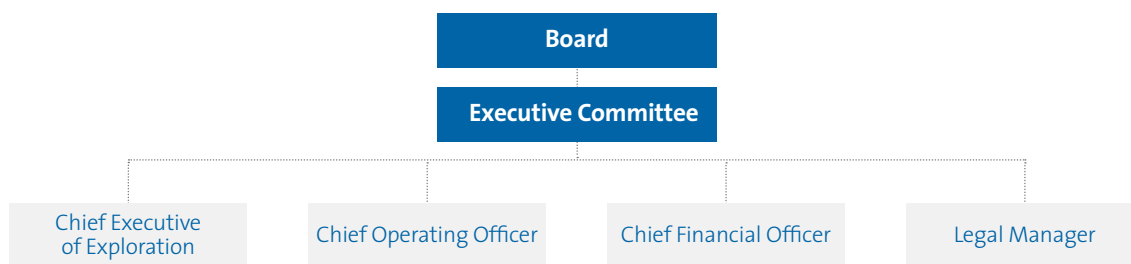 Board
Executive Committee
Chief Executive
of Exploration
Chief Operating Officer
Chief Financial Officer
Legal Manager